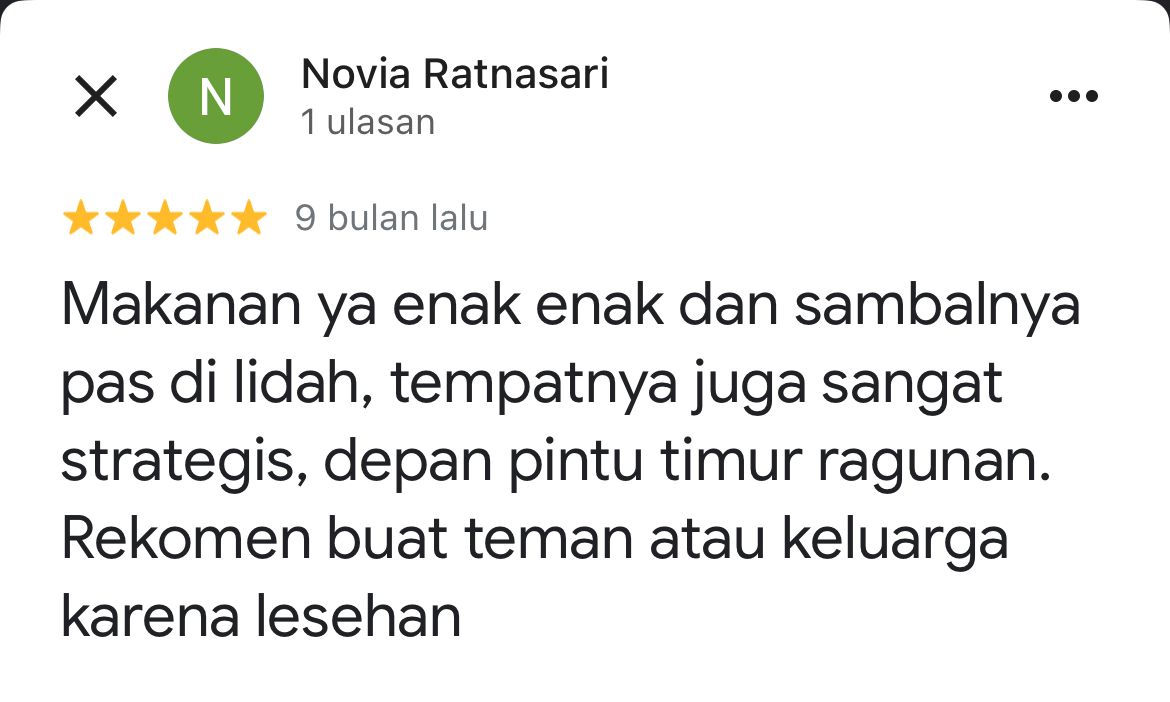 N
Novia Ratnasari
1 ulasan
9 bulan lalu
Makanan ya enak enak dan sambalnya
pas di lidah, tempatnya juga sangat
strategis, depan pintu timur ragunan.
Rekomen buat teman atau keluarga
karena lesehan